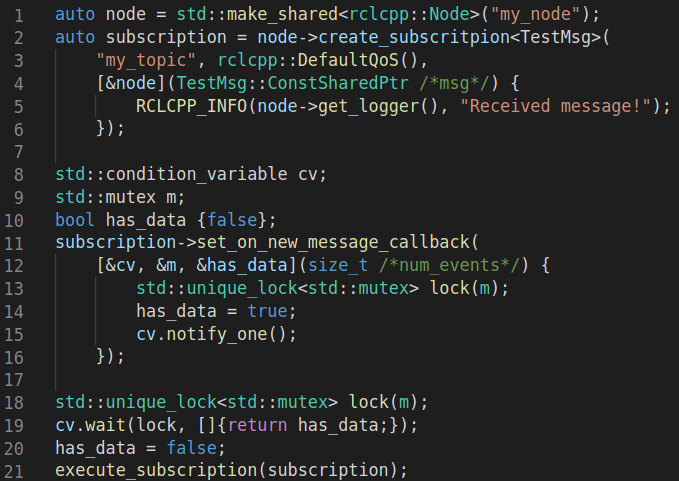 1 auto node = std::make_shared<rclcpp::Node>("my_node");
2 auto subscription = node->create_subscritpion<TestMsg>(
3     "my_topic", rclcpp::DefaultQoS(),
4     [&node](TestMsg::ConstSharedPtr /*msg*/) {
5         RCLCPP_INFO(node->get_logger(), "Received message!");
6     });
7
8 std::condition_variable cv;
9 std::mutex m;
10 bool has_data {false};
11 subscription->set_on_new_message_callback(
12     [&cv, &m, &has_data](size_t /*num_events*/) {
13         std::unique_lock<std::mutex> lock(m);
14         has_data = true;
15         cv.notify_one();
16     });
17
18 std::unique_lock<std::mutex> lock(m);
19 cv.wait(lock, []{return has_data;});
20 has_data = false;
21 execute_subscription(subscription);